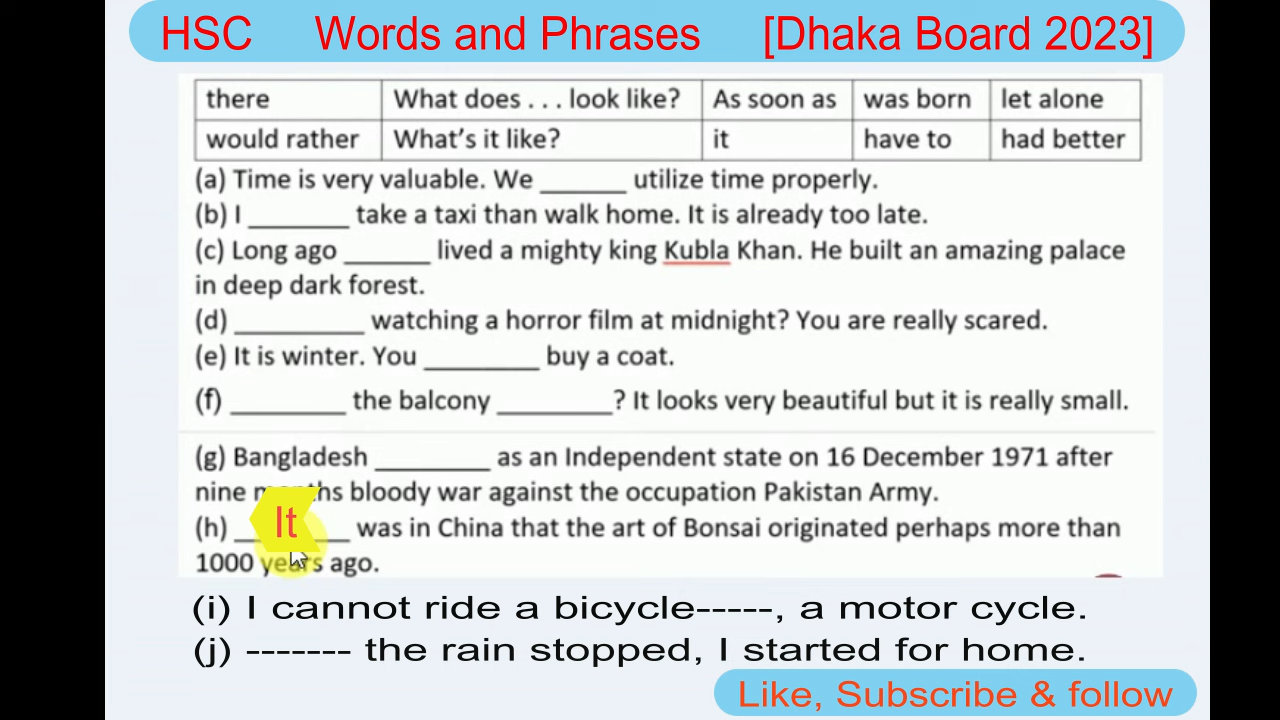 HSC Words and Phrases [Dhaka Board 2023]
there What does . . . look like? As soon as was born let alone
would rather What's it like? it have to had better
(a) Time is very valuable. We ______ utilize time properly.
(b) I _______ take a taxi than walk home. It is already too late.
(c) Long ago ______ lived a mighty king Kubla Khan. He built an amazing palace
in deep dark forest.
(d) _________ watching a horror film at midnight? You are really scared.
(e) It is winter. You ________ buy a coat.
(f) ________ the balcony ________? It looks very beautiful but it is really small.
(g) Bangladesh ________ as an Independent state on 16 December 1971 after
nine months bloody war against the occupation Pakistan Army.
(h) It was in China that the art of Bonsai originated perhaps more than
1000 years ago.
(i) I cannot ride a bicycle-----, a motor cycle.
(j) ------- the rain stopped, I started for home.
Like, Subscribe & follow